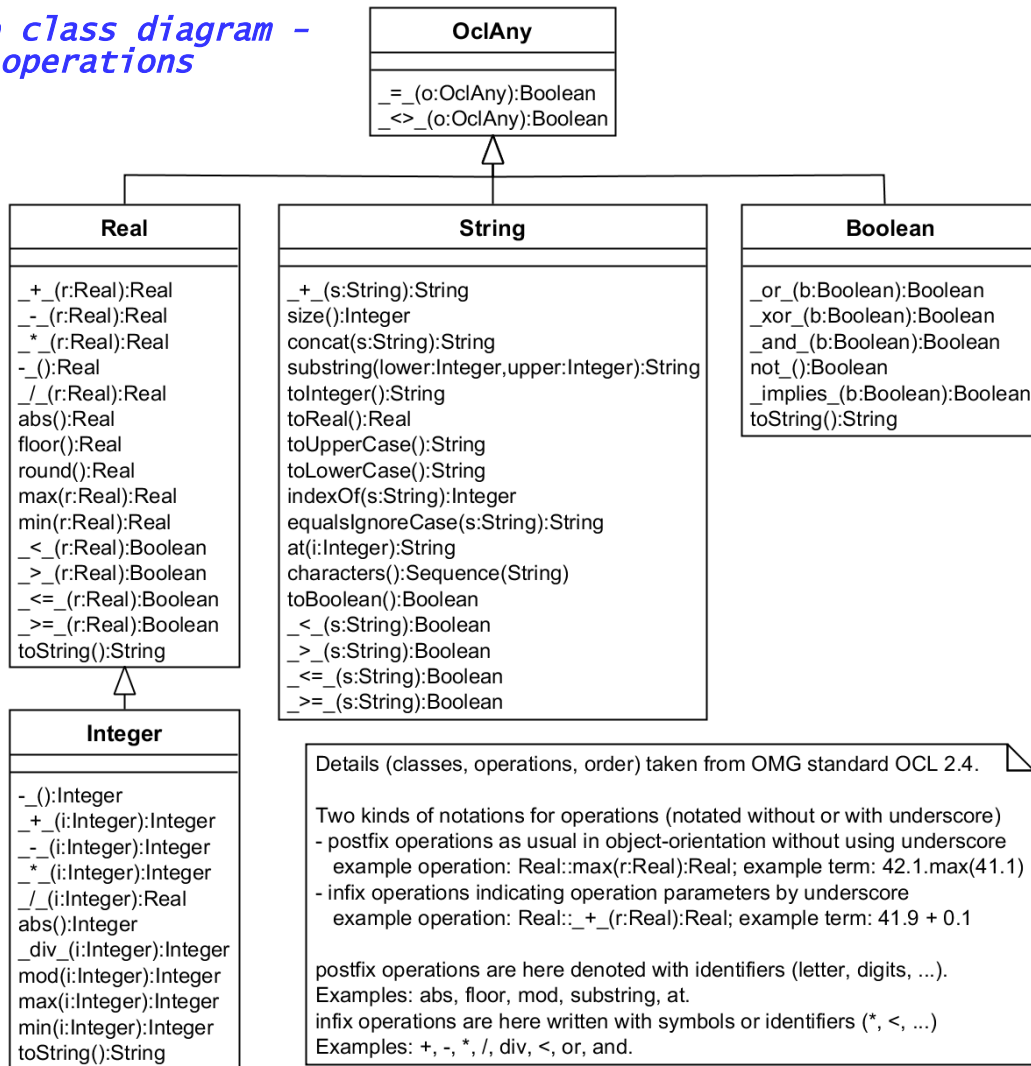 class diagram -
operations
OclAny
_=_(o:OclAny):Boolean
_<>_(o:OclAny):Boolean
Real
_+_(r:Real):Real
_-_(r:Real):Real
_*_(r:Real):Real
-_():Real
_/_(r:Real):Real
abs():Real
floor():Real
round():Real
max(r:Real):Real
min(r:Real):Real
_<_(r:Real):Boolean
_>_(r:Real):Boolean
_<=_(r:Real):Boolean
_>=_(r:Real):Boolean
toString():String
String
_+_(s:String):String
size():Integer
concat(s:String):String
substring(lower:Integer,upper:Integer):String
toInteger():String
toReal():Real
toUpperCase():String
toLowerCase():String
indexOf(s:String):Integer
equalsIgnoreCase(s:String):String
at(i:Integer):String
characters():Sequence(String)
toBoolean():Boolean
_<_(s:String):Boolean
_>_(s:String):Boolean
_<=_(s:String):Boolean
_>=_(s:String):Boolean
Boolean
_or_(b:Boolean):Boolean
_xor_(b:Boolean):Boolean
_and_(b:Boolean):Boolean
not_():Boolean
_implies_(b:Boolean):Boolean
toString():String
Integer
-_():Integer
_+_(i:Integer):Integer
_-_(i:Integer):Integer
_*_(i:Integer):Integer
_/_(i:Integer):Real
abs():Integer
_div_(i:Integer):Integer
mod(i:Integer):Integer
max(i:Integer):Integer
min(i:Integer):Integer
toString():String
Details (classes, operations, order) taken from OMG standard OCL 2.4.
Two kinds of notations for operations (notated without or with underscore)
- postfix operations as usual in object-orientation without using underscore
example operation: Real::max(r:Real):Real; example term: 42.1.max(41.1)
- infix operations indicating operation parameters by underscore
example operation: Real::_+_(r:Real):Real; example term: 41.9 + 0.1
postfix operations are here denoted with identifiers (letter, digits, ...).
Examples: abs, floor, mod, substring, at.
infix operations are here written with symbols or identifiers (*, <, ...)
Examples: +, -, *, /, div, <, or, and.